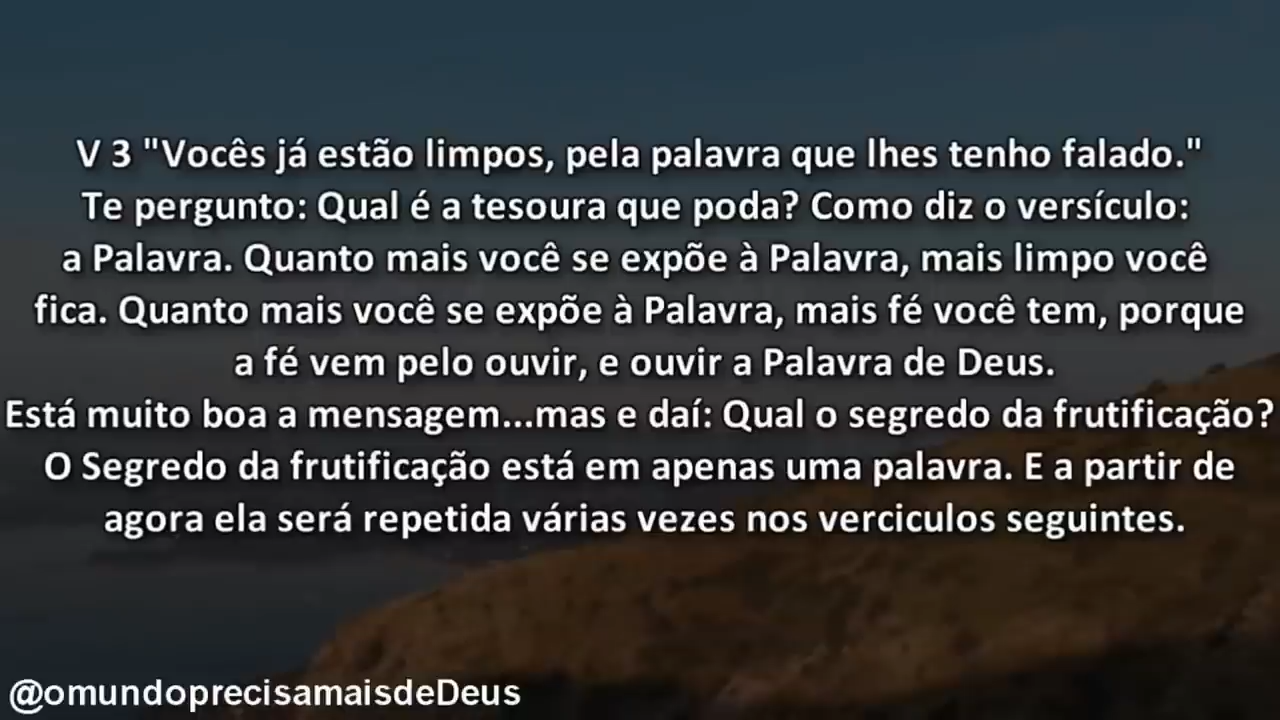 V 3 "Vocês já estão limpos, pela palavra que lhes tenho falado."
Te pergunto: Qual é a tesoura que poda? Como diz o versículo:
a Palavra. Quanto mais você se expõe à Palavra, mais limpo você
fica. Quanto mais você se expõe à Palavra, mais fé você tem, porque
a fé vem pelo ouvir, e ouvir a Palavra de Deus.
Está muito boa a mensagem...mas e daí: Qual o segredo da frutificação?
O Segredo da frutificação está em apenas uma palavra. E a partir de
agora ela será repetida várias vezes nos verciculos seguintes.
@omundoprecisamaisdeDeus